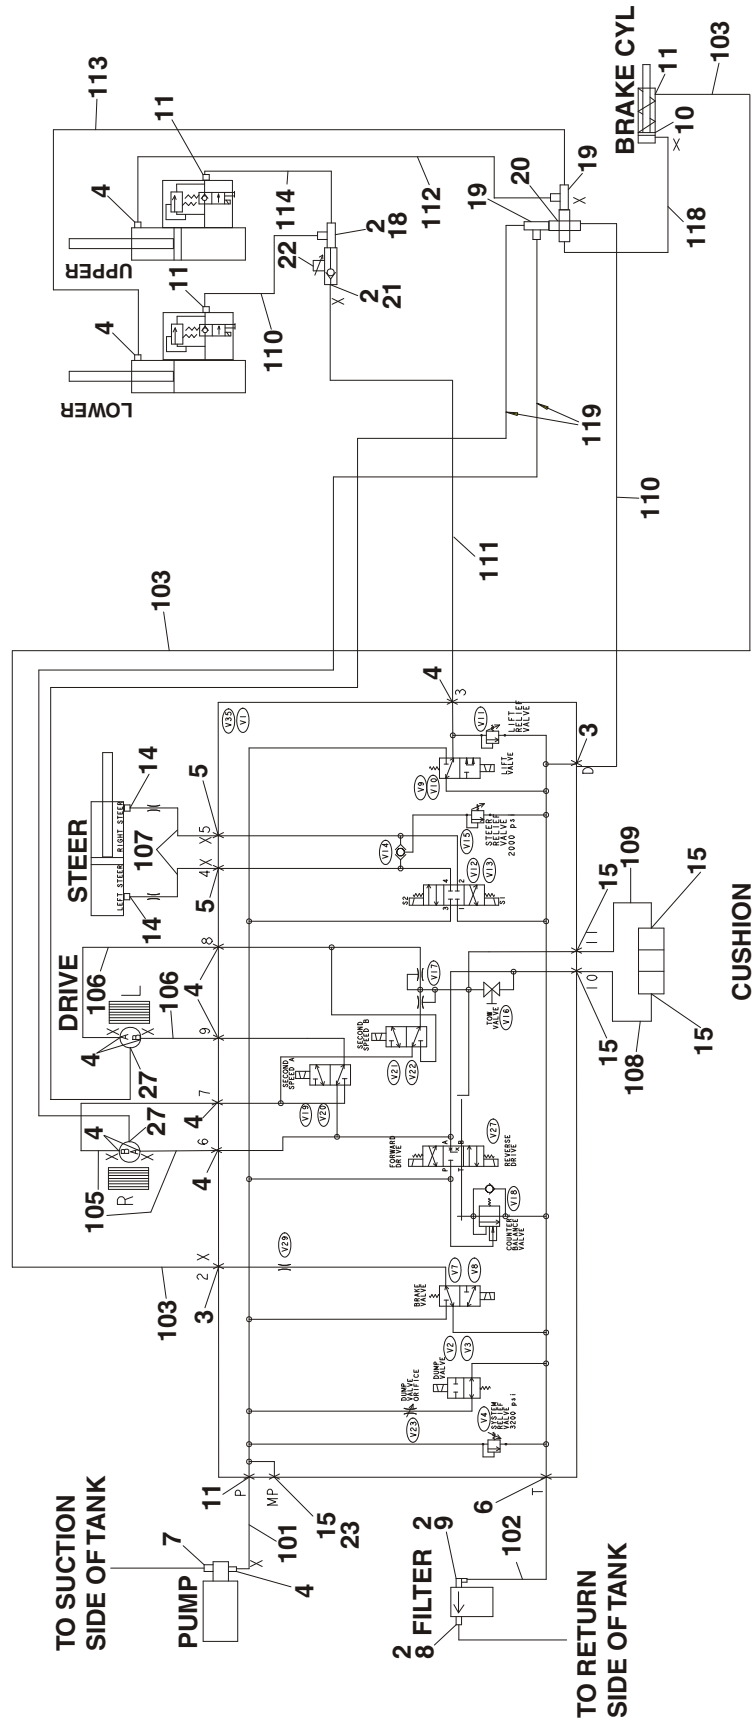 BRAKE CYL
103
11
10
X
118
113
4
11
UPPER
114
112
19
20
19
X
2
18
22
4
11
LOWER
110
2
21
X
119
110
111
103
4
3
V35
V1
V11
LIFT
RELIEF
VALVE
LIFT
VALVE
V9
V10
D
3
STEER
14
RIGHT STEER
LEFT STEER
107
14
5
X 5
4 X
5
V14
V15
STEER
RELIEF
VALVE
2000 psi
V12
V13
S2
3 4
1 2
S1
109
15
15
11
10
CUSHION
15
15
108
DRIVE
106
L
106
A
B
X
X
4
27
8
4
9
V17
TOW
VALVE
V16
SECOND
SPEED B
V21
V22
SECOND
SPEED A
V19
V20
7
4
6
4
27
4
B
A
X
X
R
105
FORWARD
DRIVE
P A
T B
V27
REVERSE
DRIVE
V18
COUNTER
BALANCE
VALVE
V29
2 X
3
103
BRAKE
VALVE
V7
V8
V2
V3
DUMP
VALVE
DUMP
VALVE
ORIFICE
V23
V4
SYSTEM
RELIEF
VALVE
3200 psi
11
P
MP
15
23
6
T
101
102
TO SUCTION
SIDE OF TANK
7
PUMP
4
X
FILTER
2
9
2
8
TO RETURN
SIDE OF TANK